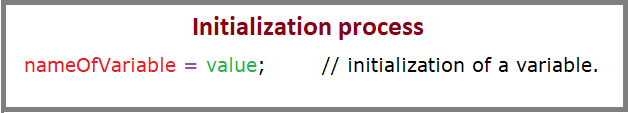 Initialization process
nameOfVariable = value; // initialization of a variable.